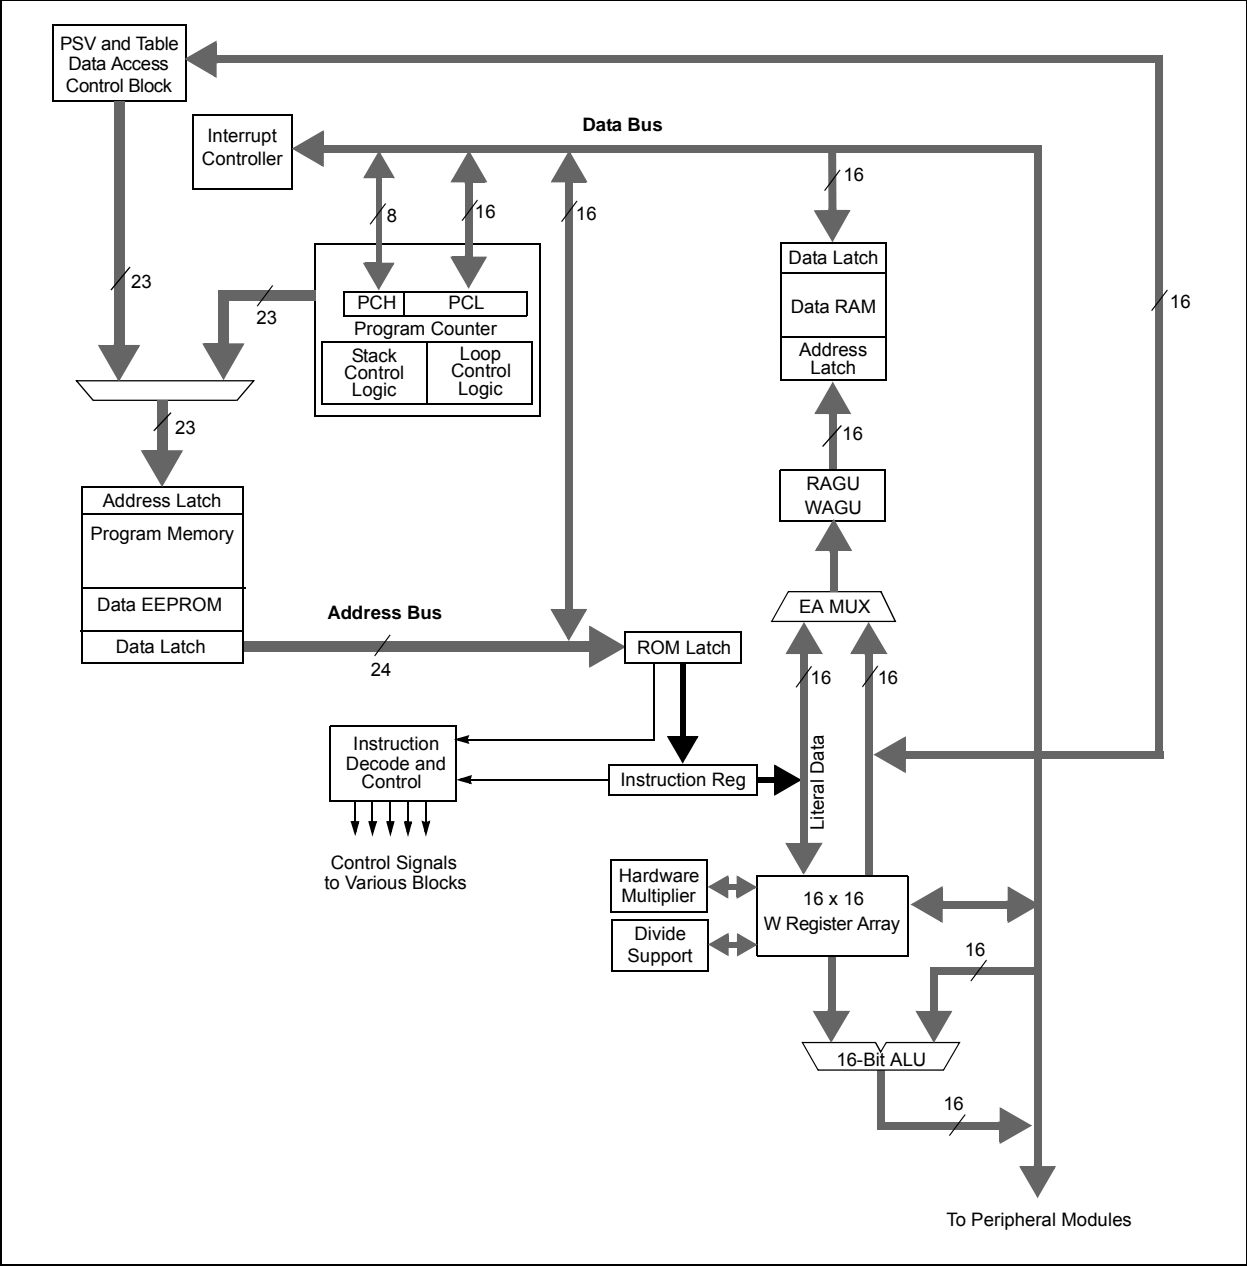 PSV and Table
Data Access
Control Block
Data Bus
Interrupt
Controller
16
8
16
16
Data Latch
23
Data RAM
16
PCH
PCL
23
Program Counter
Address
Latch
Stack
Control
Logic
Loop
Control
Logic
23
16
RAGU
WAGU
Address Latch
Program Memory
Data EEPROM
Address Bus
EA MUX
Data Latch
24
ROM Latch
16
16
Instruction
Decode and
Control
Instruction Reg
Literal Data
Control Signals
to Various Blocks
Hardware
Multiplier
16 x 16
W Register Array
Divide
Support
16
16-Bit ALU
16
To Peripheral Modules